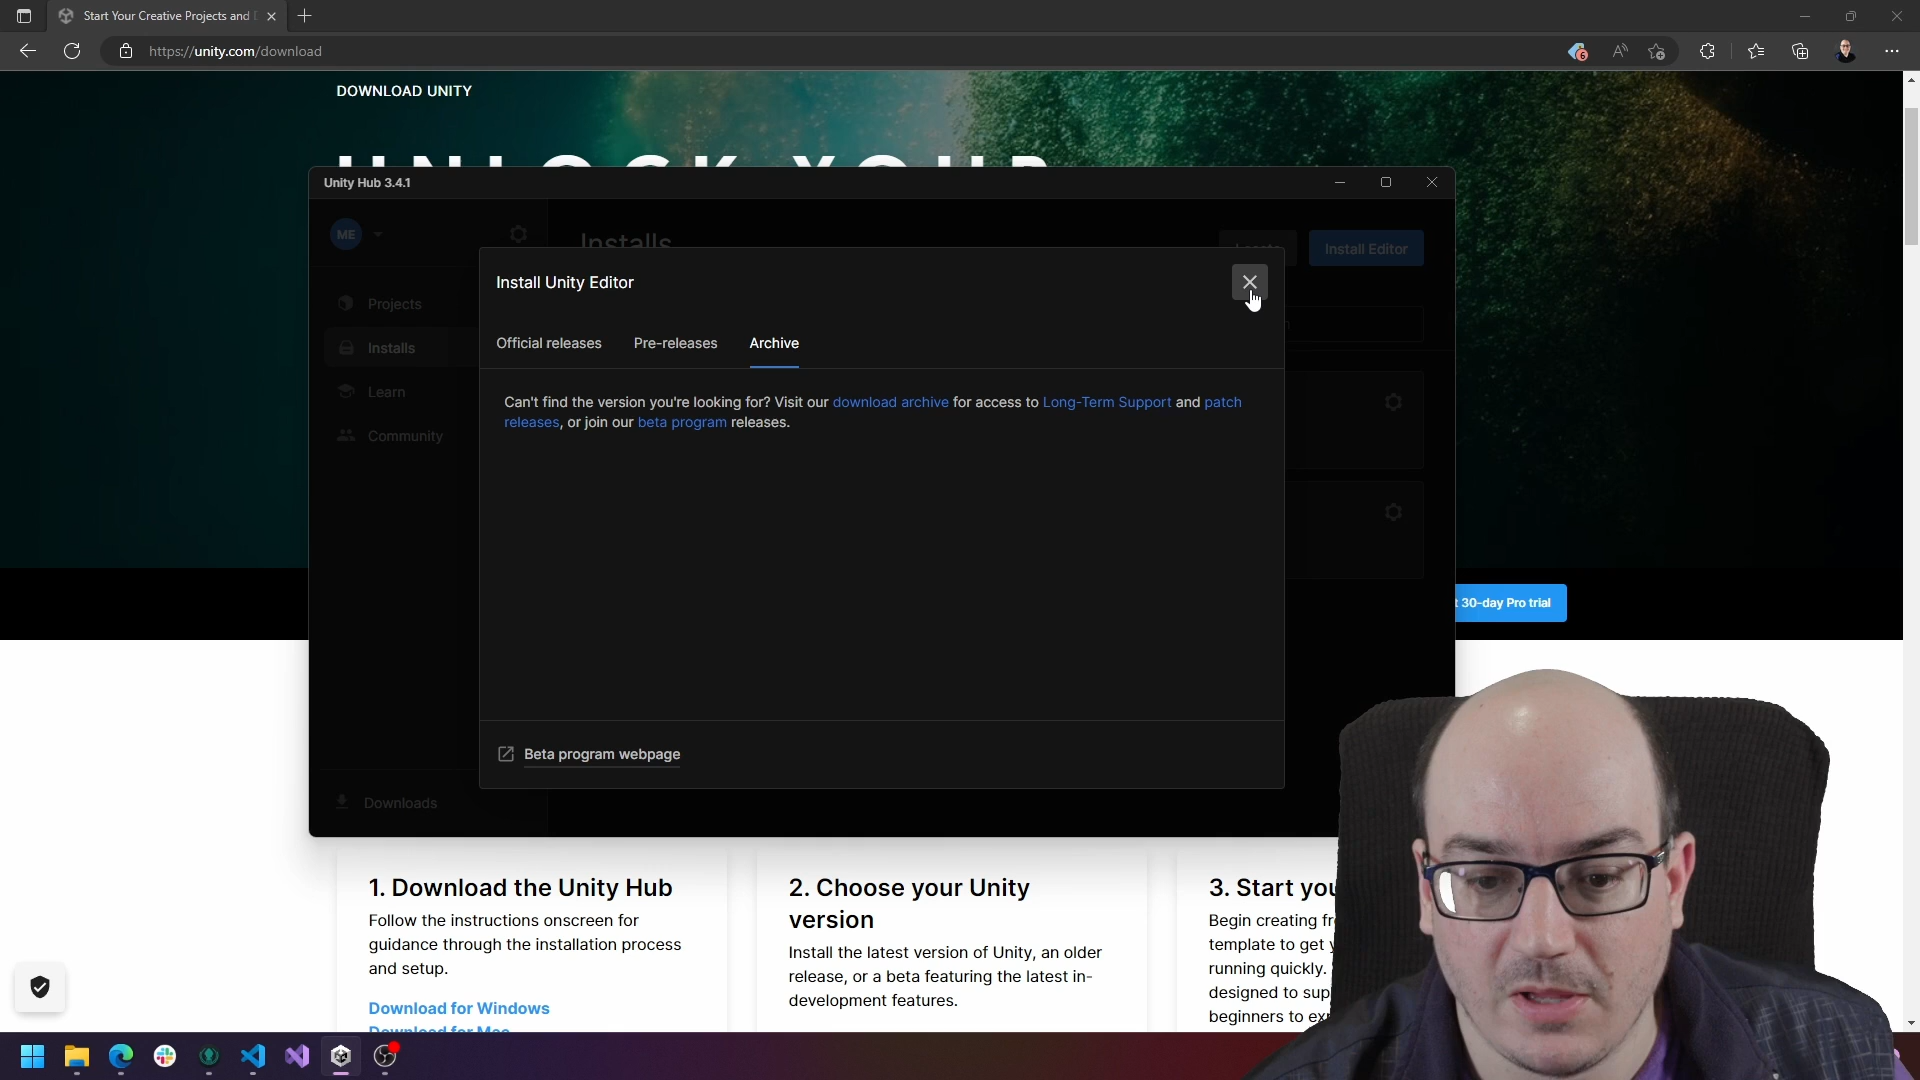 Start Your Creative Projects and
https://unity.com/download
6
DOWNLOAD UNITY
UNLOCK YOUR
Unity Hub 3.4.1
ME
Installs
Install Editor
Install Unity Editor
Projects
Official releases
Pre-releases
Archive
Installs
Learn
Can't find the version you're looking for? Visit our download archive for access to Long-Term Support and patch
releases, or join our beta program releases.
Community
30-day Pro trial
Beta program webpage
Downloads
1. Download the Unity Hub
Follow the instructions onscreen for
guidance through the installation process
and setup.
Download for Windows
Download for Mac
2. Choose your Unity
version
Install the latest version of Unity, an older
release, or a beta featuring the latest in-
development features.
3. Start you
Begin creating fr
template to get y
running quickly.
designed to sup
beginners to ex